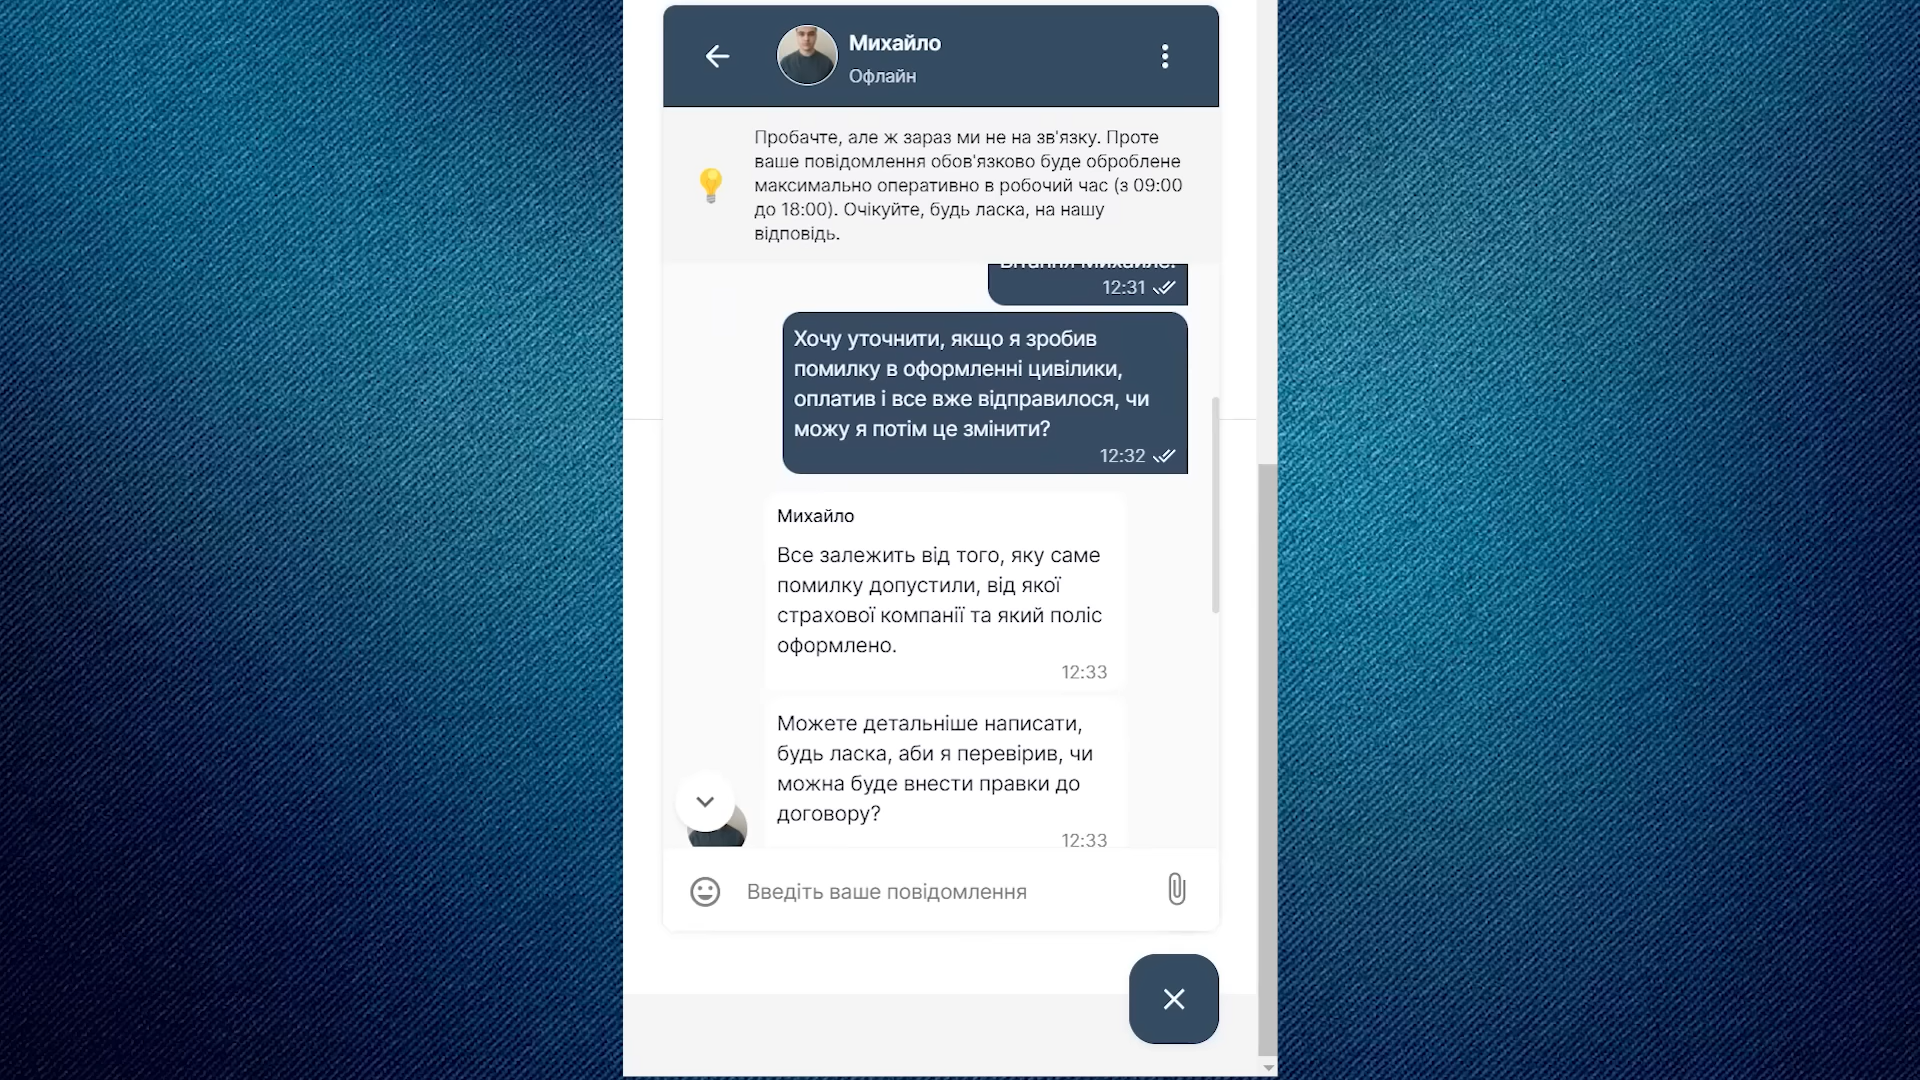 Михайло
Офлайн
Пробачте, але ж зараз ми не на зв'язку. Проте
ваше повідомлення обов'язково буде оброблене
максимально оперативно в робочий час (з 09:00
до 18:00). Очікуйте, будь ласка, на нашу
відповідь.
Вітання Михайле.
12:31
Хочу уточнити, якщо я зробив
помилку в оформленні цивілики,
оплатив і все вже відправилося, чи
можу я потім це змінити?
12:32
Михайло
Все залежить від того, яку саме
помилку допустили, від якої
страхової компанії та який поліс
оформлено.
12:33
Можете детальніше написати,
будь ласка, аби я перевірив, чи
можна буде внести правки до
договору?
12:33
Введіть ваше повідомлення